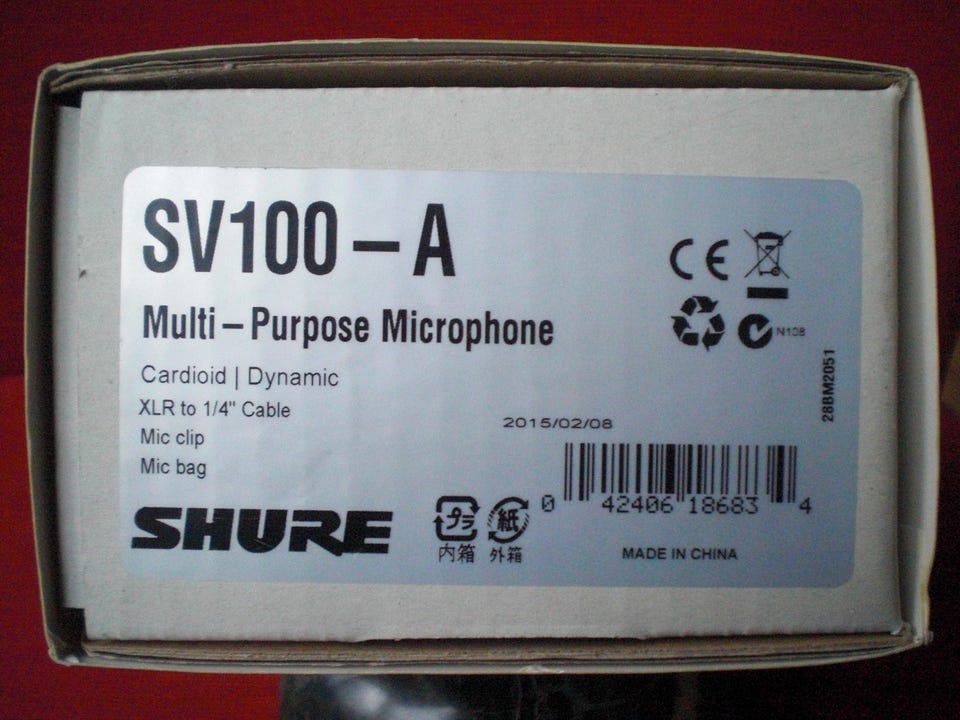 SV100 – A
Multi – Purpose Microphone
Cardioid | Dynamic
XLR to 1/4" Cable
Mic clip
Mic bag
SHURE
CE
N108
28BM2051
2015/02/08
0 42406 18683 4
プラ
内箱
紙
外箱
MADE IN CHINA